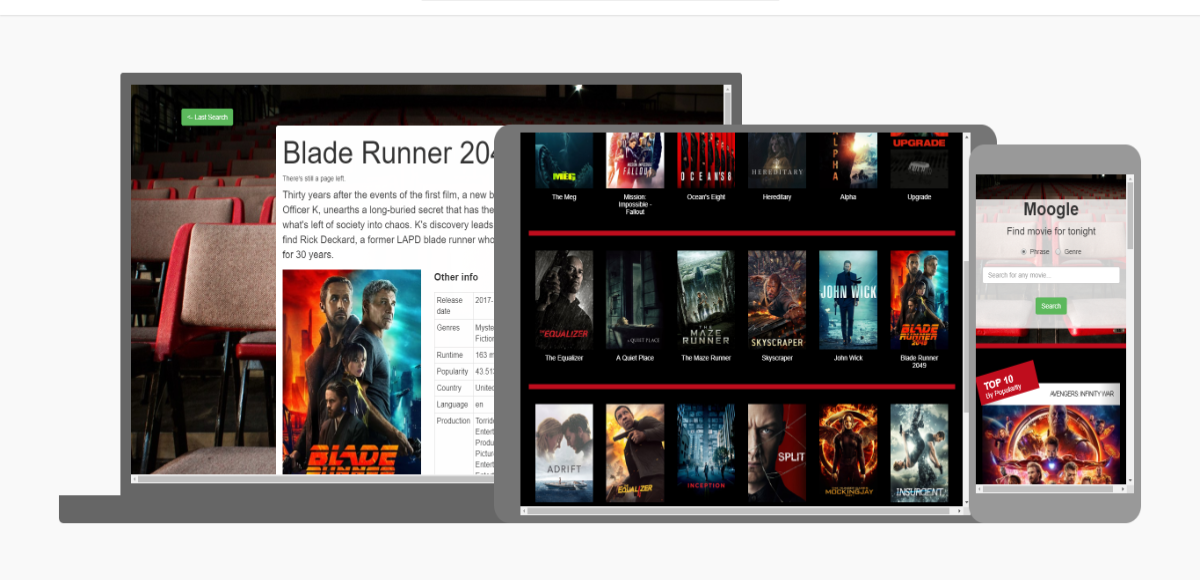 <- Last Search
Blade Runner 204
There's still a page left.
Thirty years after the events of the first film, a new b
Officer K, unearths a long-buried secret that has the
what's left of society into chaos. K's discovery leads
find Rick Deckard, a former LAPD blade runner who
for 30 years.
BLADE
RUNNER
Other info
Release date 2017-
Genres Myste
Fiction
Runtime 163 m
Popularity 43.513
Country United
Language en
Production Torrid
Entert
Produ
Pictur
Entert
MEG
FALLOUT
OCEAN'S 8
HEREDITARY
ALPHA
UPGRADE
The Meg
Mission:
Impossible -
Fallout
Ocean's Eight
Hereditary
Alpha
Upgrade
THE EQUALIZER
A QUIET PLACE
THE
MAZE
RUNNER
SKYSCRAPER
JOHN WICK
BLADE
RUNNER
2049
The Equalizer
A Quiet Place
The Maze Runner
Skyscraper
John Wick
Blade Runner
2049
ADRIFT
EQUALIZER
INCEPTION
SPLIT
MOCKINGJAY
INSURGENT
Moogle
Find movie for tonight
Phrase Genre
Search for any movie...
Search
TOP 10
By Popularity
AVENGERS INFINITY WAR